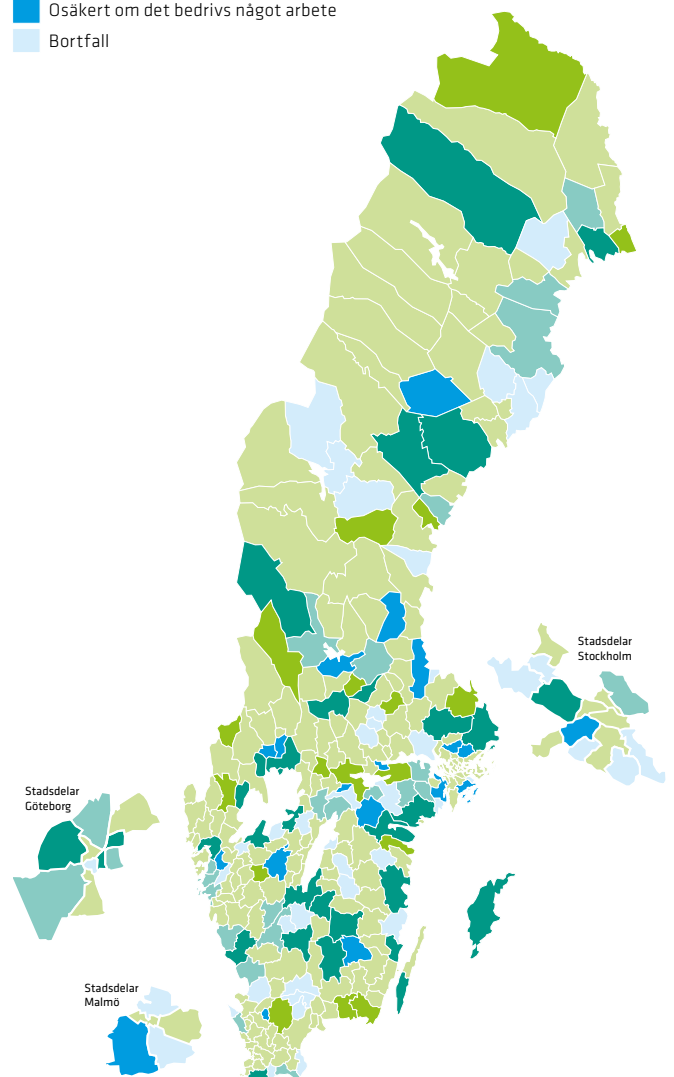 Osäkert om det bedrivs något arbete
Bortfall
Stadsdelar
Stockholm
Stadsdelar
Göteborg
Stadsdelar
Malmö